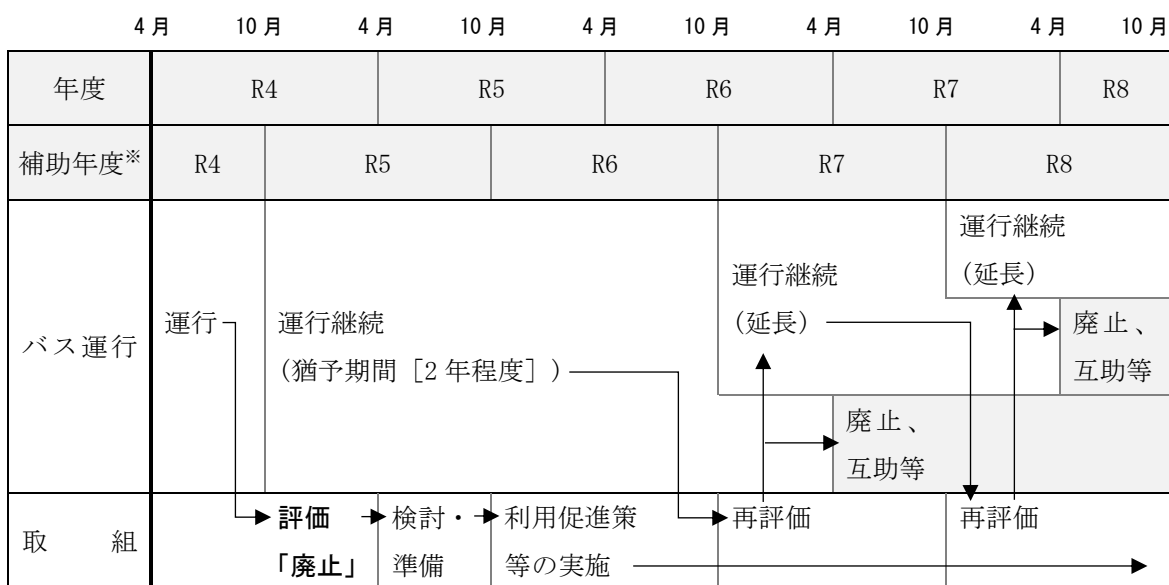 4月 10月 4月 10月 4月 10月 4月 10月 4月 10月
年度 R4 R5 R6 R7 R8
補助年度※ R4 R5 R6 R7 R8
バス運行
運行
運行継続
(猶予期間［2年程度］)
運行継続
(延長)
廃止、
互助等
運行継続
(延長)
廃止、
互助等
取組
評価
「廃止」
検討・
準備
利用促進策
等の実施
再評価
再評価